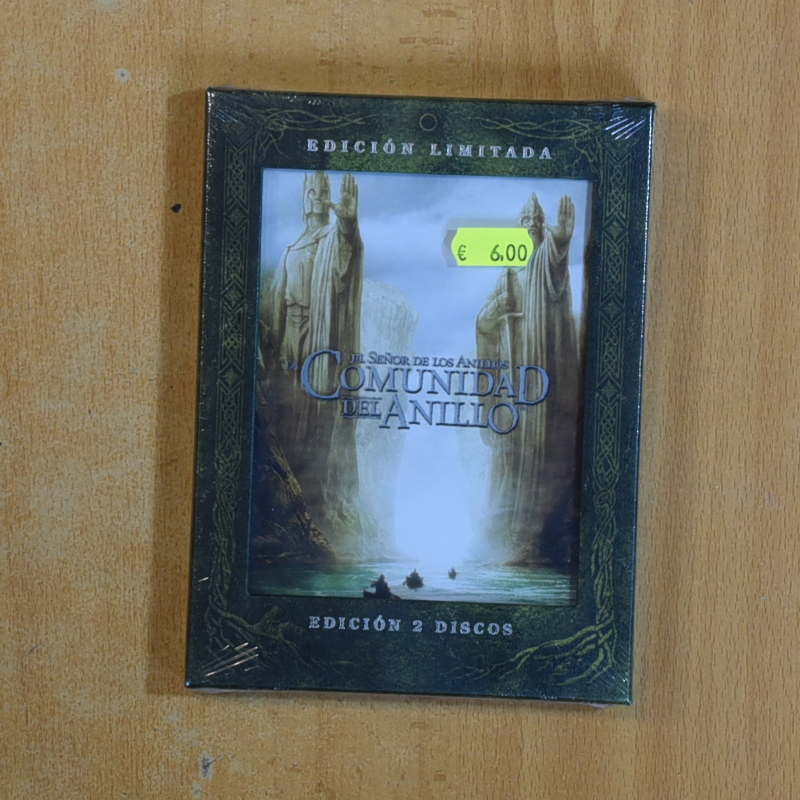 EDICIÓN LIMITADA
€ 6.00
EL SEÑOR DE LOS ANILLOS
LA COMUNIDAD
DEL ANILLO
EDICIÓN 2 DISCOS